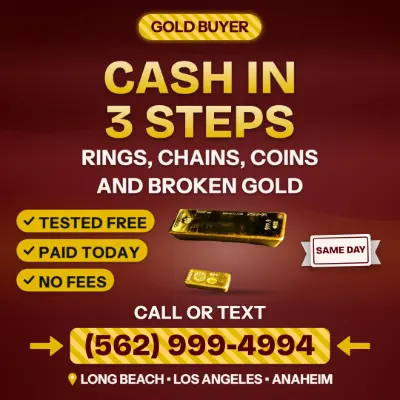 GOLD BUYER
CASH IN
3 STEPS
RINGS, CHAINS, COINS
AND BROKEN GOLD
✓ TESTED FREE
✓ PAID TODAY
✓ NO FEES
SAME DAY
CALL OR TEXT
(562) 999-4994
LONG BEACH • LOS ANGELES • ANAHEIM